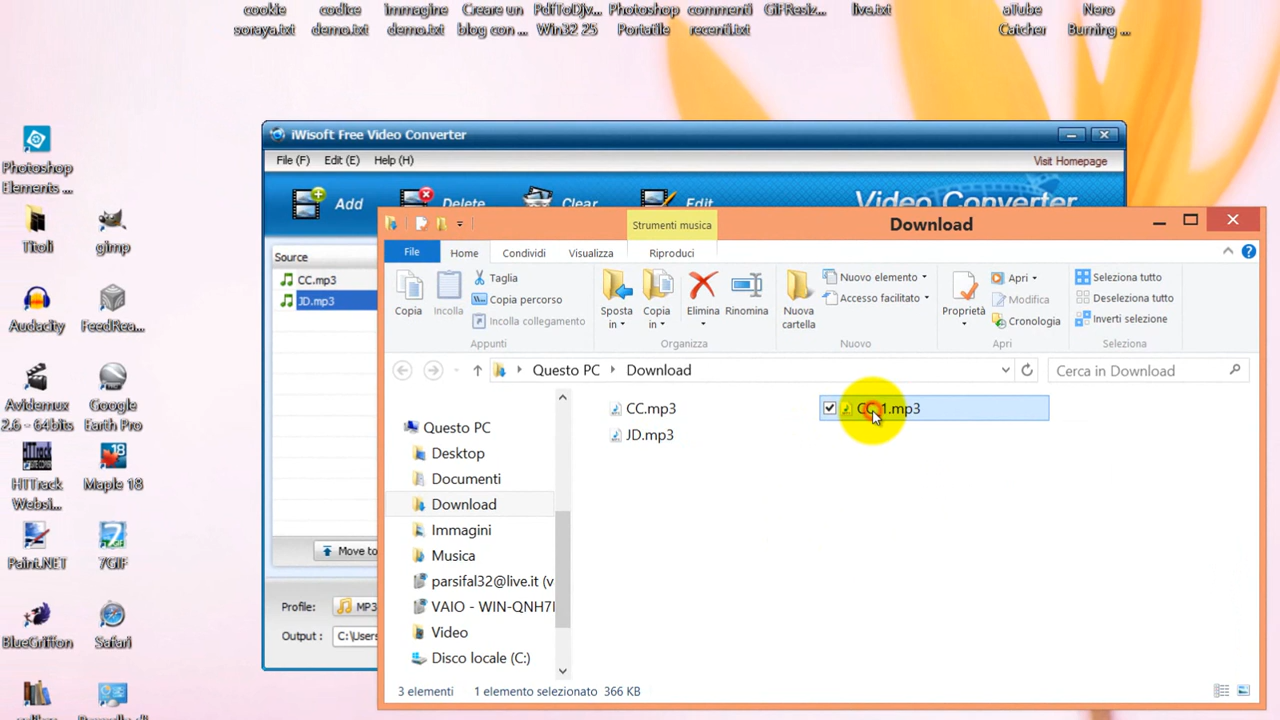 cookie soraya.txt
codice demo.txt
immagine demo.txt
Creare un blog con ...
PdfToDjv... Win32 25
Photoshop Portatile
commenti recenti.txt
GifResiz...
live.txt
aTube Catcher
Nero Burning ...
Photoshop Elements ...
Titoli
gimp
Audacity
FeedRea...
Avidemux 2.6 - 64bits
Google Earth Pro
HTTrack Websi...
Maple 18
Paint.NET
7GIF
BlueGriffon
Safari
iWisoft Free Video Converter
File (F)
Edit (E)
Help (H)
Visit Homepage
Add
Delete
Clear
Edit
Video Converter
Source
CC.mp3
JD.mp3
Move to
Profile:
MP3
Output :
C:\Users
Strumenti musica
Download
File
Home
Condividi
Visualizza
Riproduci
Copia
Incolla
Taglia
Copia percorso
Incolla collegamento
Appunti
Sposta in
Copia in
Elimina
Rinomina
Organizza
Nuova cartella
Nuovo elemento
Accesso facilitato
Nuovo
Proprietà
Apri
Modifica
Cronologia
Apri
Seleziona tutto
Deseleziona tutto
Inverti selezione
Seleziona
Questo PC
Download
Cerca in Download
Questo PC
Desktop
Documenti
Download
Immagini
Musica
parsifal32@live.it (v
VAIO - WIN-QNH7
Video
Disco locale (C:)
CC.mp3
CC_1.mp3
JD.mp3
3 elementi
1 elemento selezionato 366 KB